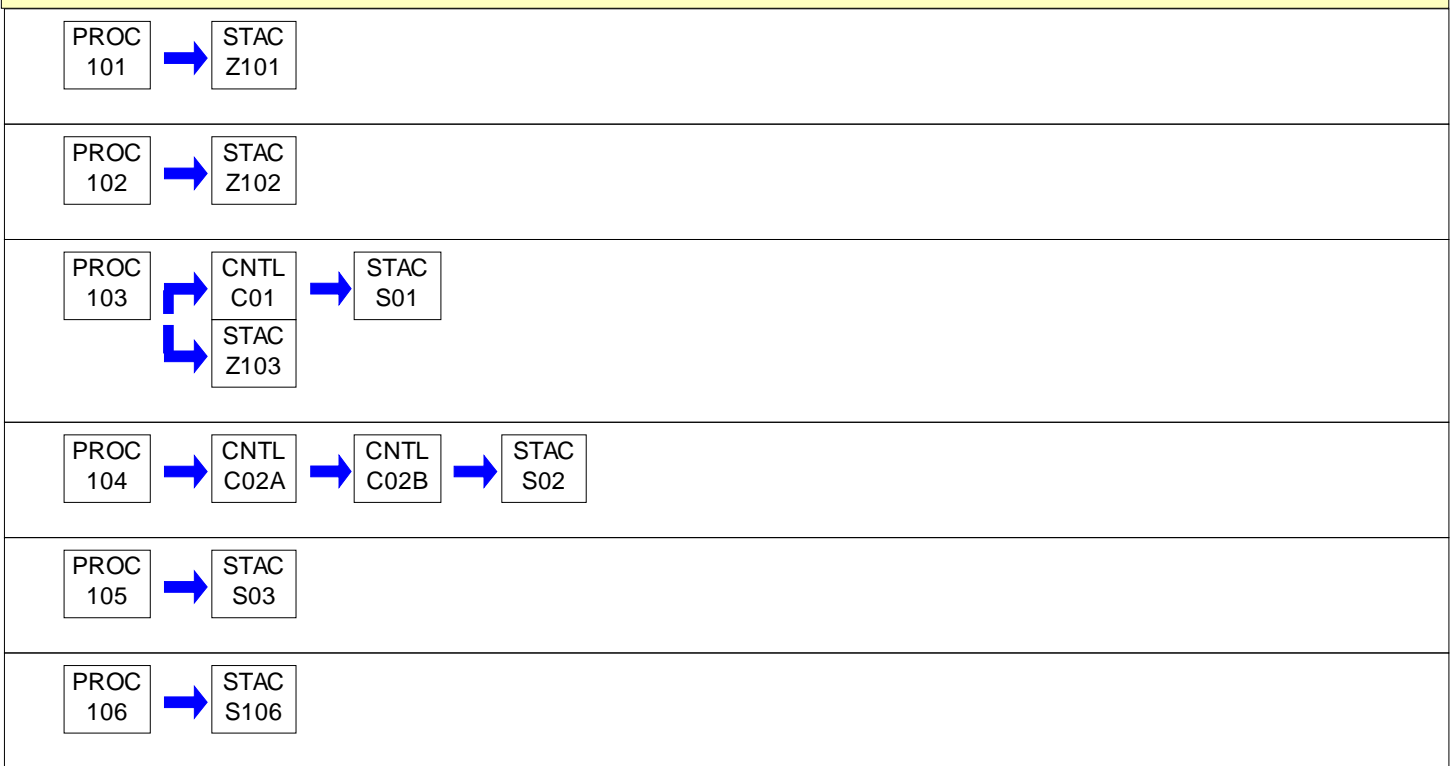 PROC
101
STAC
Z101
PROC
102
STAC
Z102
PROC
103
CNTL
C01
STAC
S01
STAC
Z103
PROC
104
CNTL
C02A
CNTL
C02B
STAC
S02
PROC
105
STAC
S03
PROC
106
STAC
S106